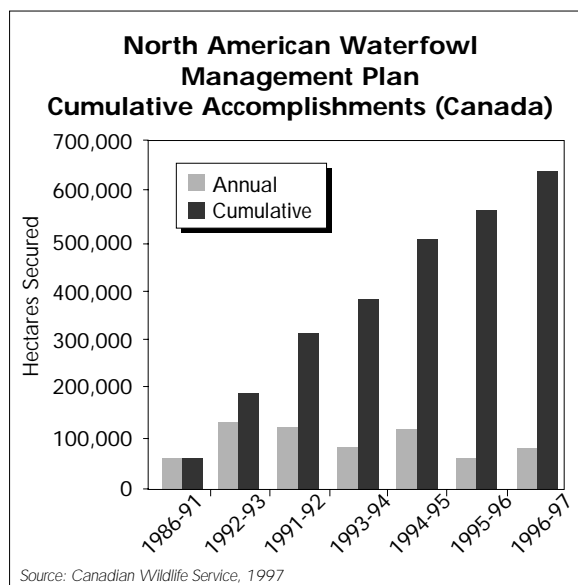 North American Waterfowl
Management Plan
Cumulative Accomplishments (Canada)
700,000
600,000
500,000
400,000
300,000
200,000
100,000
0
Hectares Secured
Annual
Cumulative
1986-91
1992-93
1991-92
1993-94
1994-95
1995-96
1996-97
Source: Canadian Wildlife Service, 1997